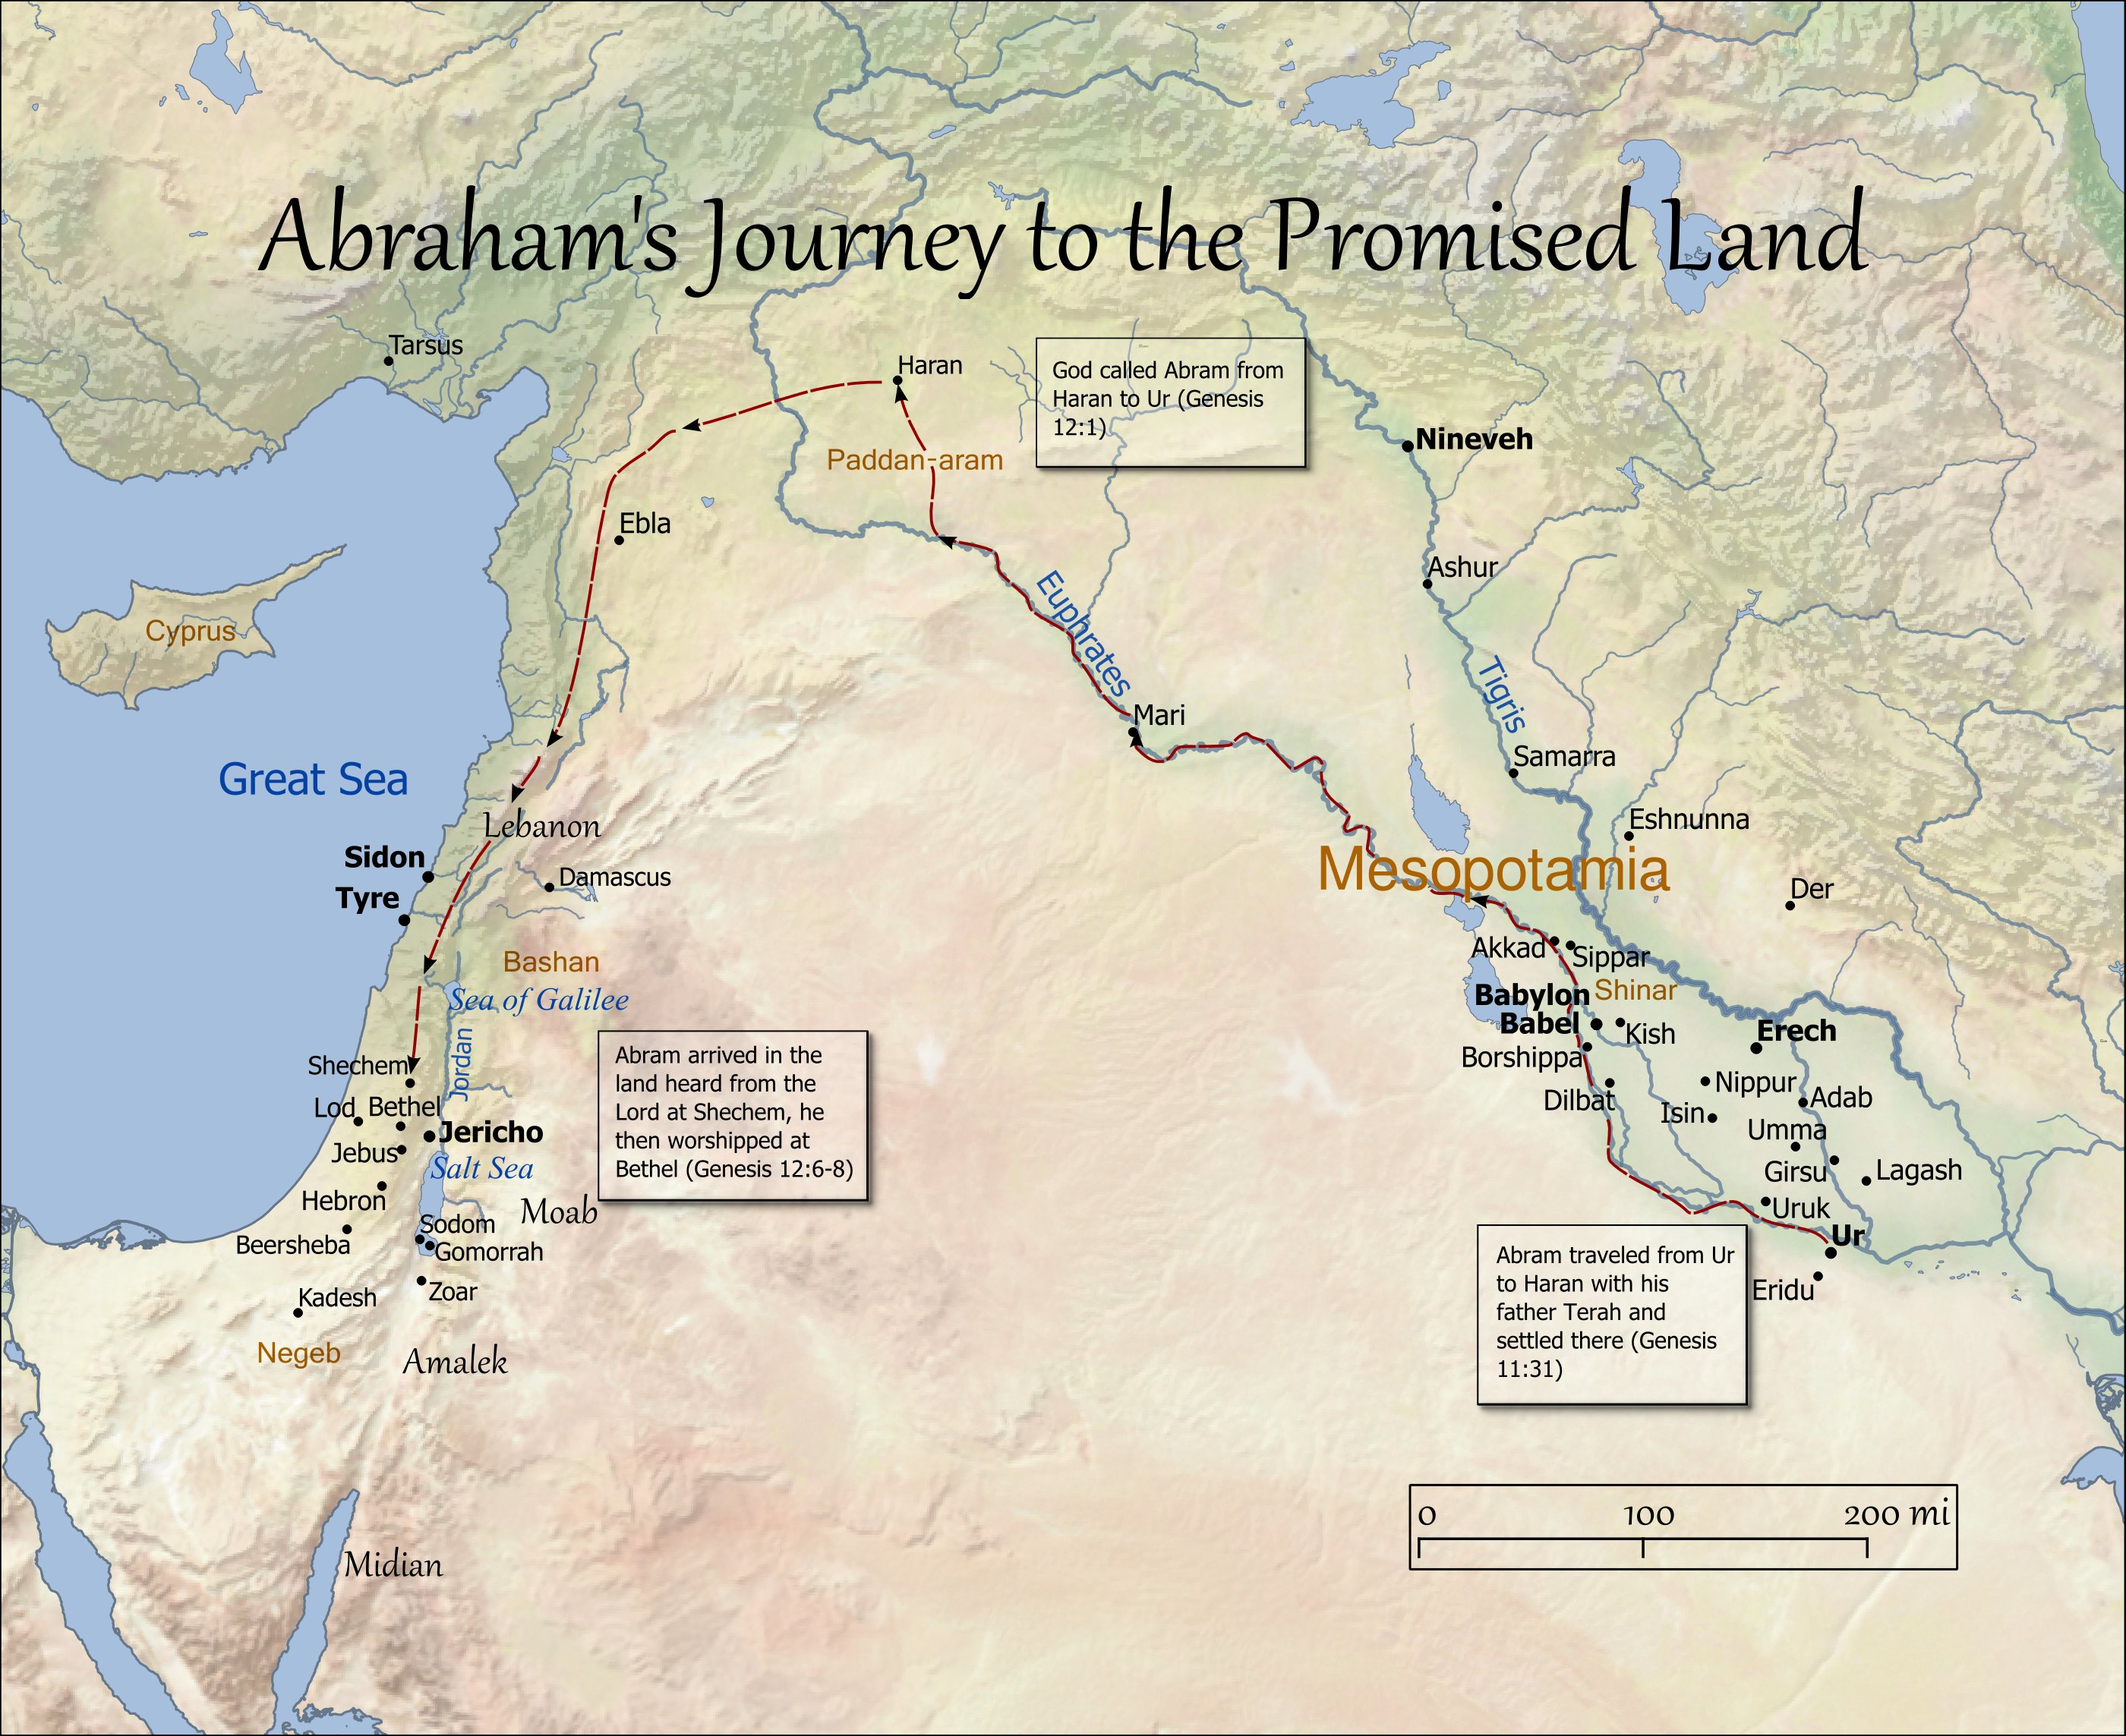 Abraham's Journey to the Promised Land
Tarsus
Haran
God called Abram from
Haran to Ur (Genesis
12:1)
Nineveh
Paddan-aram
Ebla
Ashur
Euphrates
Cyprus
Tigris
Mari
Samarra
Great Sea
Eshnunna
Lebanon
Mesopotamia
Sidon
Damascus
Tyre
Der
Akkad
Sippar
Bashan
Shinar
Babylon
Sea of Galilee
Babel
Kish
Erech
Jordan
Borshippa
Shechem
Abram arrived in the
land heard from the
Lord at Shechem, he
then worshipped at
Bethel (Genesis 12:6-8)
Nippur
Dilbat
Adab
Isin
Lod
Bethel
Jericho
Umma
Jebus
Salt Sea
Girsu
Lagash
Hebron
Moab
Uruk
Sodom
Ur
Beersheba
Gomorrah
Abram traveled from Ur
to Haran with his
father Terah and
settled there (Genesis
11:31)
Eridu
Zoar
Kadesh
Negeb
Amalek
0 100 200 mi
Midian